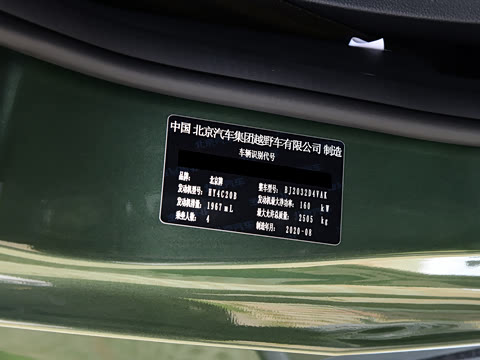 中国 北京汽车集团越野车有限公司 制造
车辆识别代号
品牌: 北京牌 整车型号: BJ2032D4VAK
发动机型号: HY4C20B 发动机最大净功率: 160 kW
发动机排量: 1967 mL 最大允许总质量: 2505 kg
乘坐人数: 4 制造年月: 2020-08